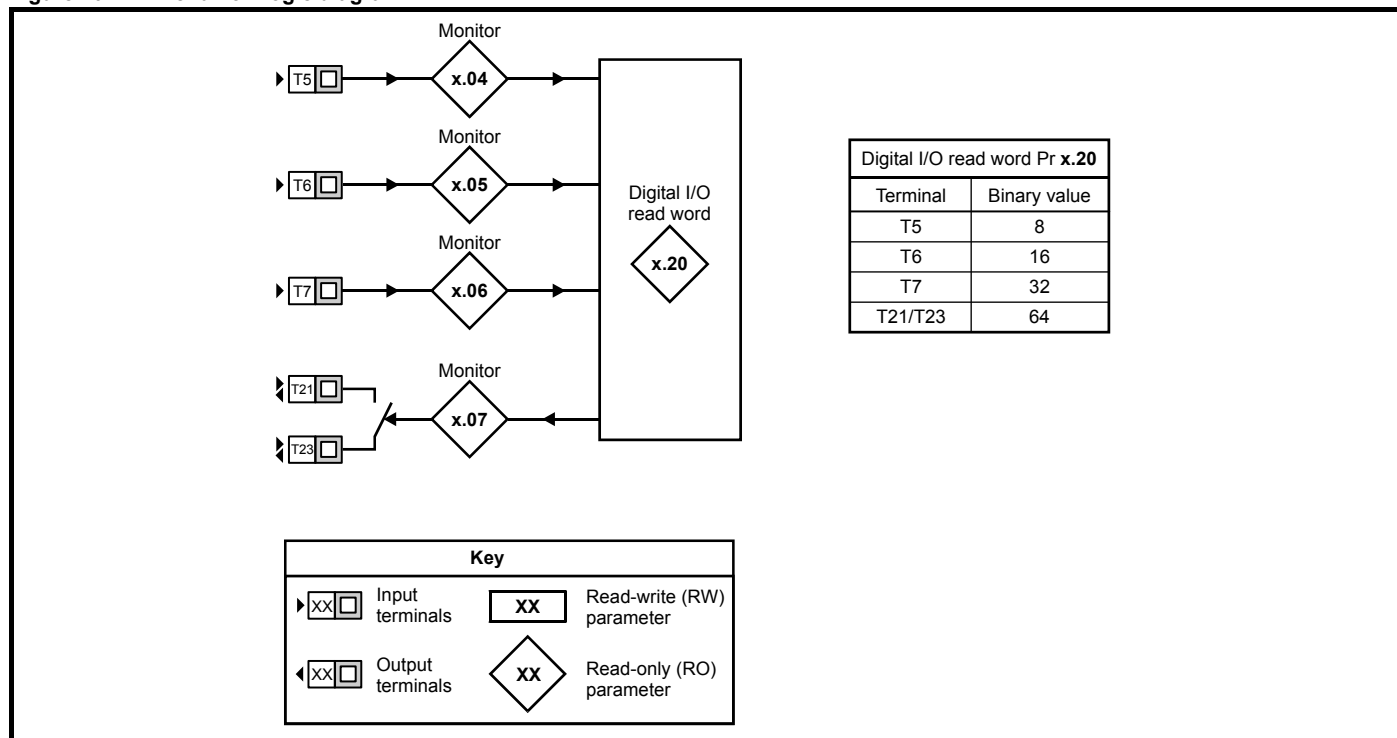 Monitor
T5
x.04
Monitor
T6
x.05
Digital I/O
read word
x.20
Monitor
T7
x.06
Monitor
T21
x.07
T23
Digital I/O read word Pr x.20
Terminal Binary value
T5 8
T6 16
T7 32
T21/T23 64
Key
XX Input
terminals
XX Read-write (RW)
parameter
XX Output
terminals
XX Read-only (RO)
parameter